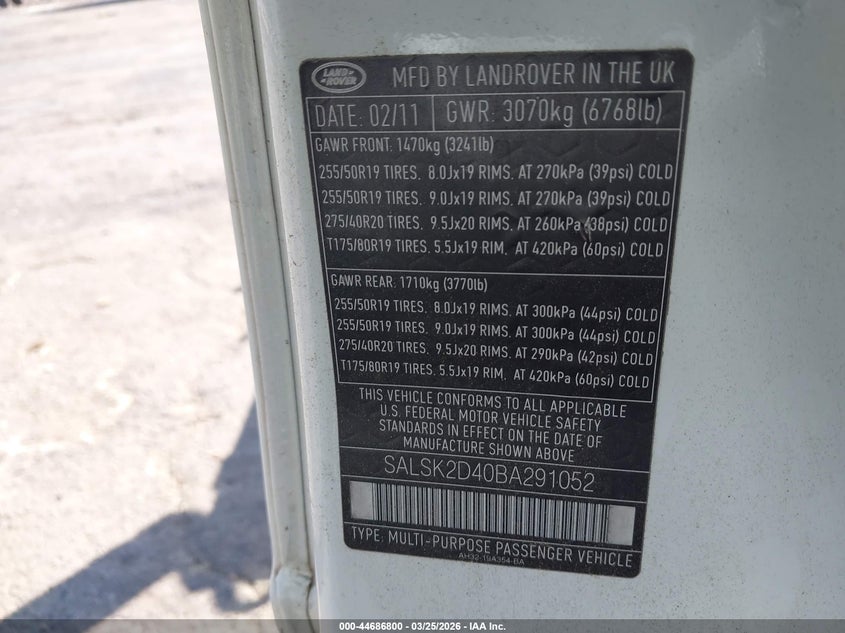 LAND ROVER
MFD BY LANDROVER IN THE UK
DATE: 02/11 GWR: 3070kg (6768lb)
GAWR FRONT: 1470kg (3241lb)
255/50R19 TIRES. 8.0Jx19 RIMS. AT 270kPa (39psi) COLD
255/50R19 TIRES. 9.0Jx19 RIMS. AT 270kPa (39psi) COLD
275/40R20 TIRES. 9.5Jx20 RIMS. AT 260kPa (38psi) COLD
T175/80R19 TIRES. 5.5Jx19 RIM. AT 420kPa (60psi) COLD
GAWR REAR: 1710kg (3770lb)
255/50R19 TIRES. 8.0Jx19 RIMS. AT 300kPa (44psi) COLD
255/50R19 TIRES. 9.0Jx19 RIMS. AT 300kPa (44psi) COLD
275/40R20 TIRES. 9.5Jx20 RIMS. AT 290kPa (42psi) COLD
T175/80R19 TIRES. 5.5Jx19 RIM. AT 420kPa (60psi) COLD
THIS VEHICLE CONFORMS TO ALL APPLICABLE
U.S. FEDERAL MOTOR VEHICLE SAFETY
STANDARDS IN EFFECT ON THE DATE OF
MANUFACTURE SHOWN ABOVE
SALSK2D40BA291052
TYPE: MULTI-PURPOSE PASSENGER VEHICLE
AH32-19A354-BA
000-44686800 - 03/25/2026 - IAA Inc.